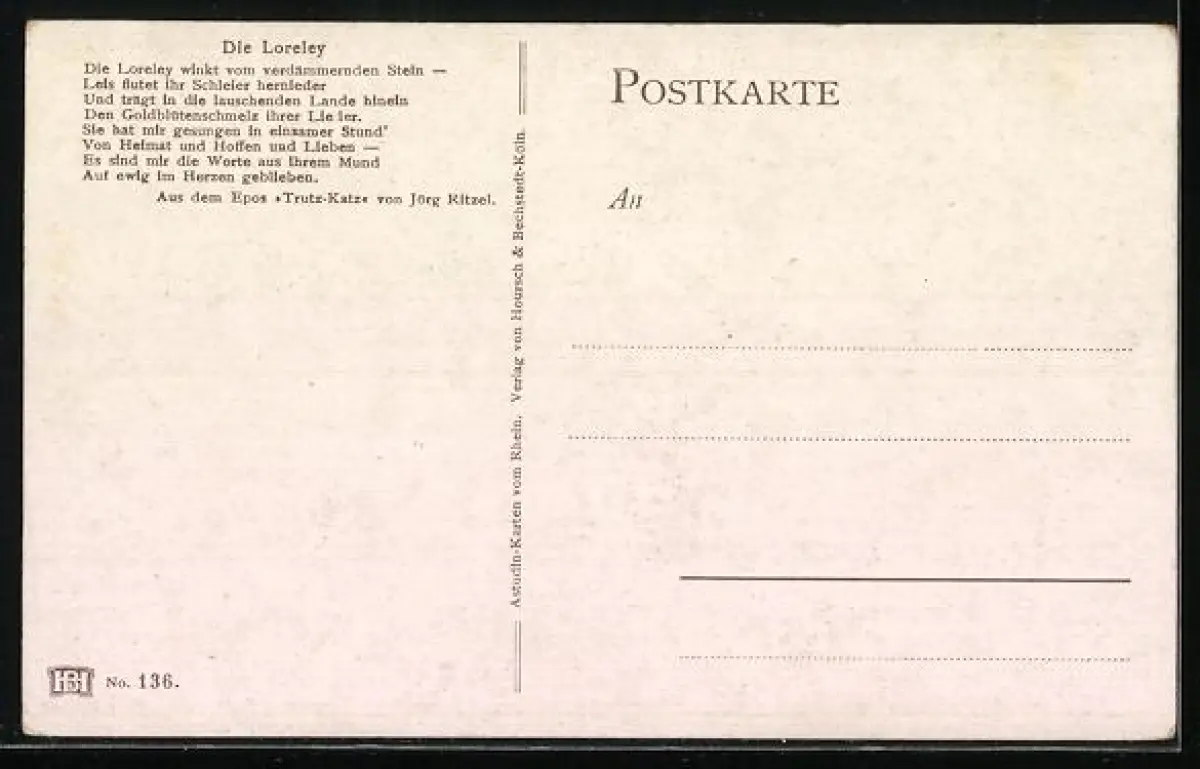 Die Loreley
Die Loreley winkt vom verdämmernden Stein —
Leis flutet ihr Schleier hernieder
Und trägt in die lauschenden Lande hinein
Den Goldblütenschmelz ihrer Lie ier.
Sie hat mir gesungen in einsamer Stund'
Von Heimat und Hoffen und Lieben —
Es sind mir die Worte aus ihrem Mund
Auf ewig im Herzen geblieben.
Aus dem Epos »Trutz-Katz« von Jörg Ritzel.
Astudin-Karten vom Rhein. Verlag von Hoursch & Bechstedt-Köln.
POSTKARTE
An
HB
No. 136.